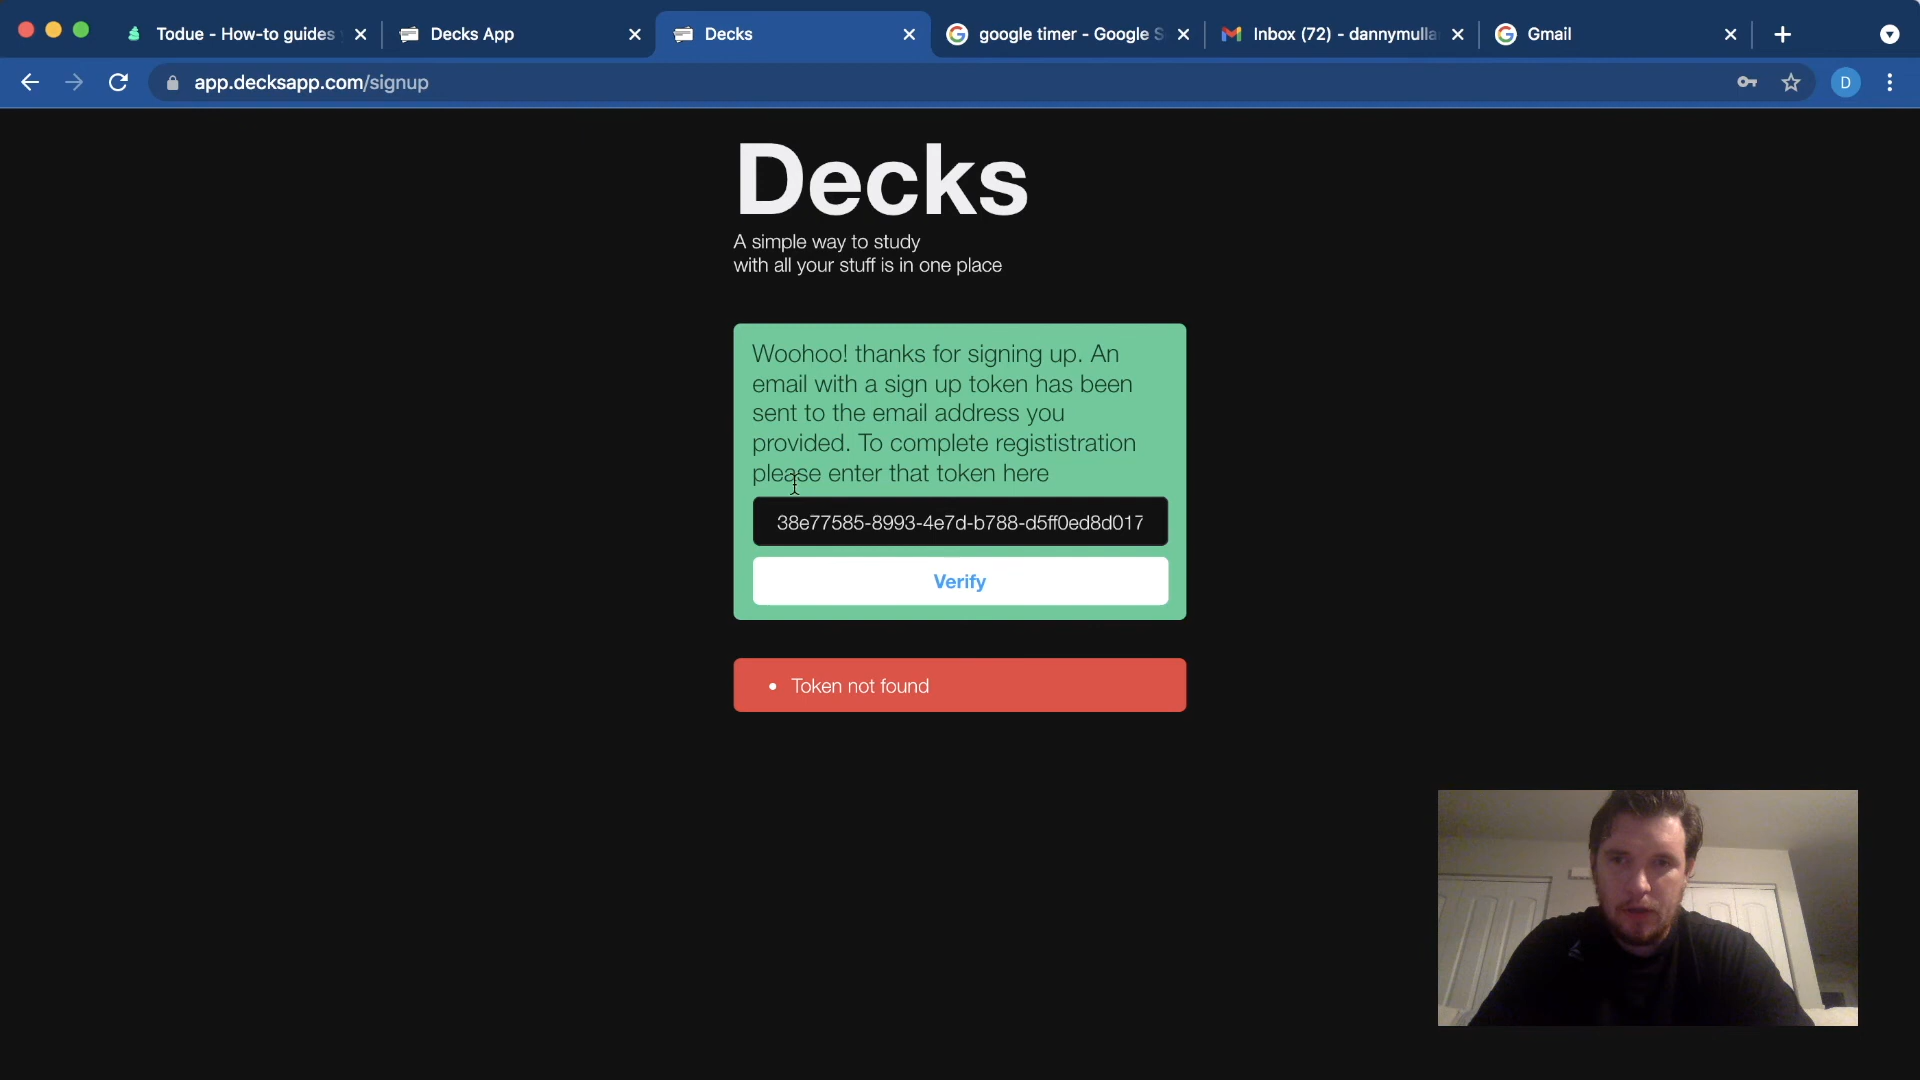 Todue - How-to guides
Decks App
Decks
google timer - Google S
Inbox (72) - dannymulla
Gmail
app.decksapp.com/signup
D
Decks
A simple way to study
with all your stuff is in one place
Woohoo! thanks for signing up. An
email with a sign up token has been
sent to the email address you
provided. To complete regististration
please enter that token here
38e77585-8993-4e7d-b788-d5ff0ed8d017
Verify
• Token not found